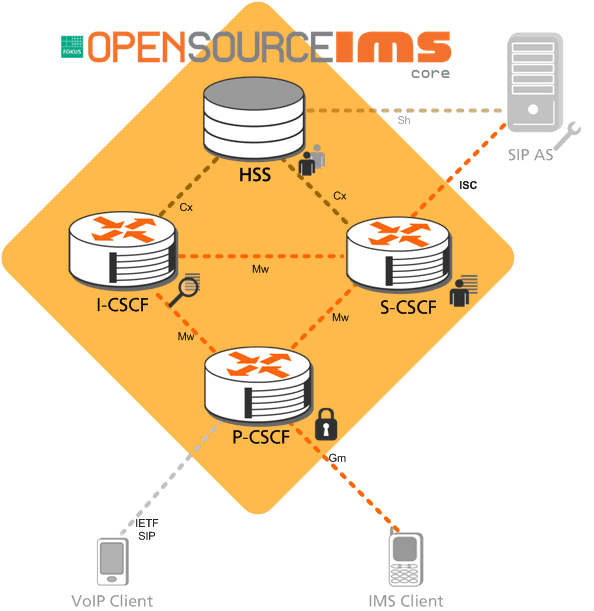 FOKUS
OPENSOURCEIMS
core
Sh
SIP AS
HSS
Cx
Cx
ISC
I-CSCF
Mw
S-CSCF
Mw
Mw
P-CSCF
Gm
IETF
SIP
VoIP Client
IMS Client